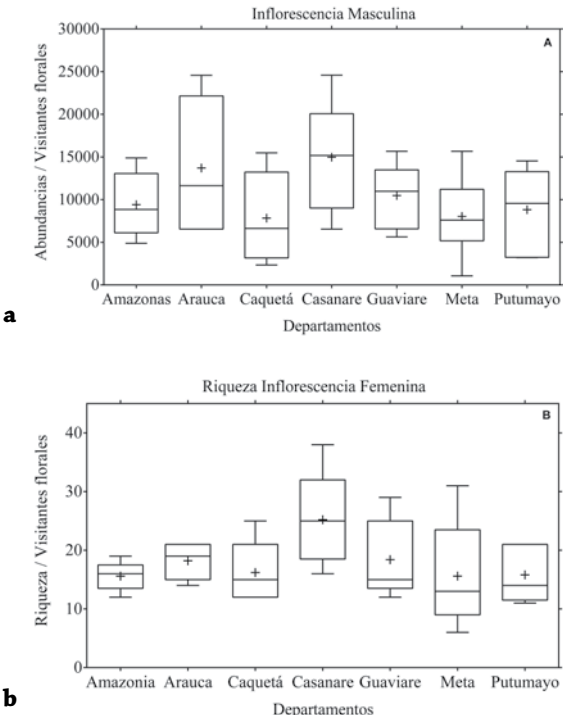 Inflorescencia Masculina
A
Abundancias / Visitantes florales
30000
25000
20000
15000
10000
5000
0
Amazonas Arauca Caquetá Casanare Guaviare Meta Putumayo
Departamentos
a
Riqueza Inflorescencia Femenina
B
Riqueza / Visitantes florales
40
30
20
10
0
Amazonia Arauca Caquetá Casanare Guaviare Meta Putumayo
Departamentos
b